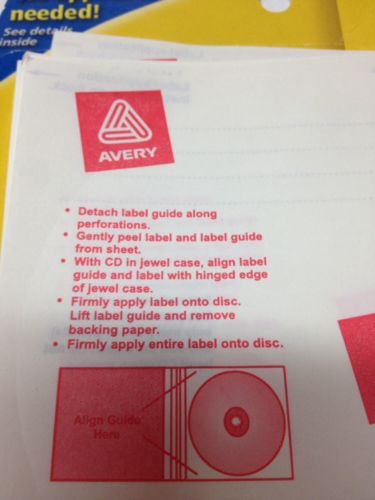 needed!
See details
inside
AVERY
• Detach label guide along
perforations.
• Gently peel label and label guide
from sheet.
• With CD in jewel case, align label
guide and label with hinged edge
of jewel case.
• Firmly apply label onto disc.
Lift label guide and remove
backing paper.
• Firmly apply entire label onto disc.
Align Guide
Here